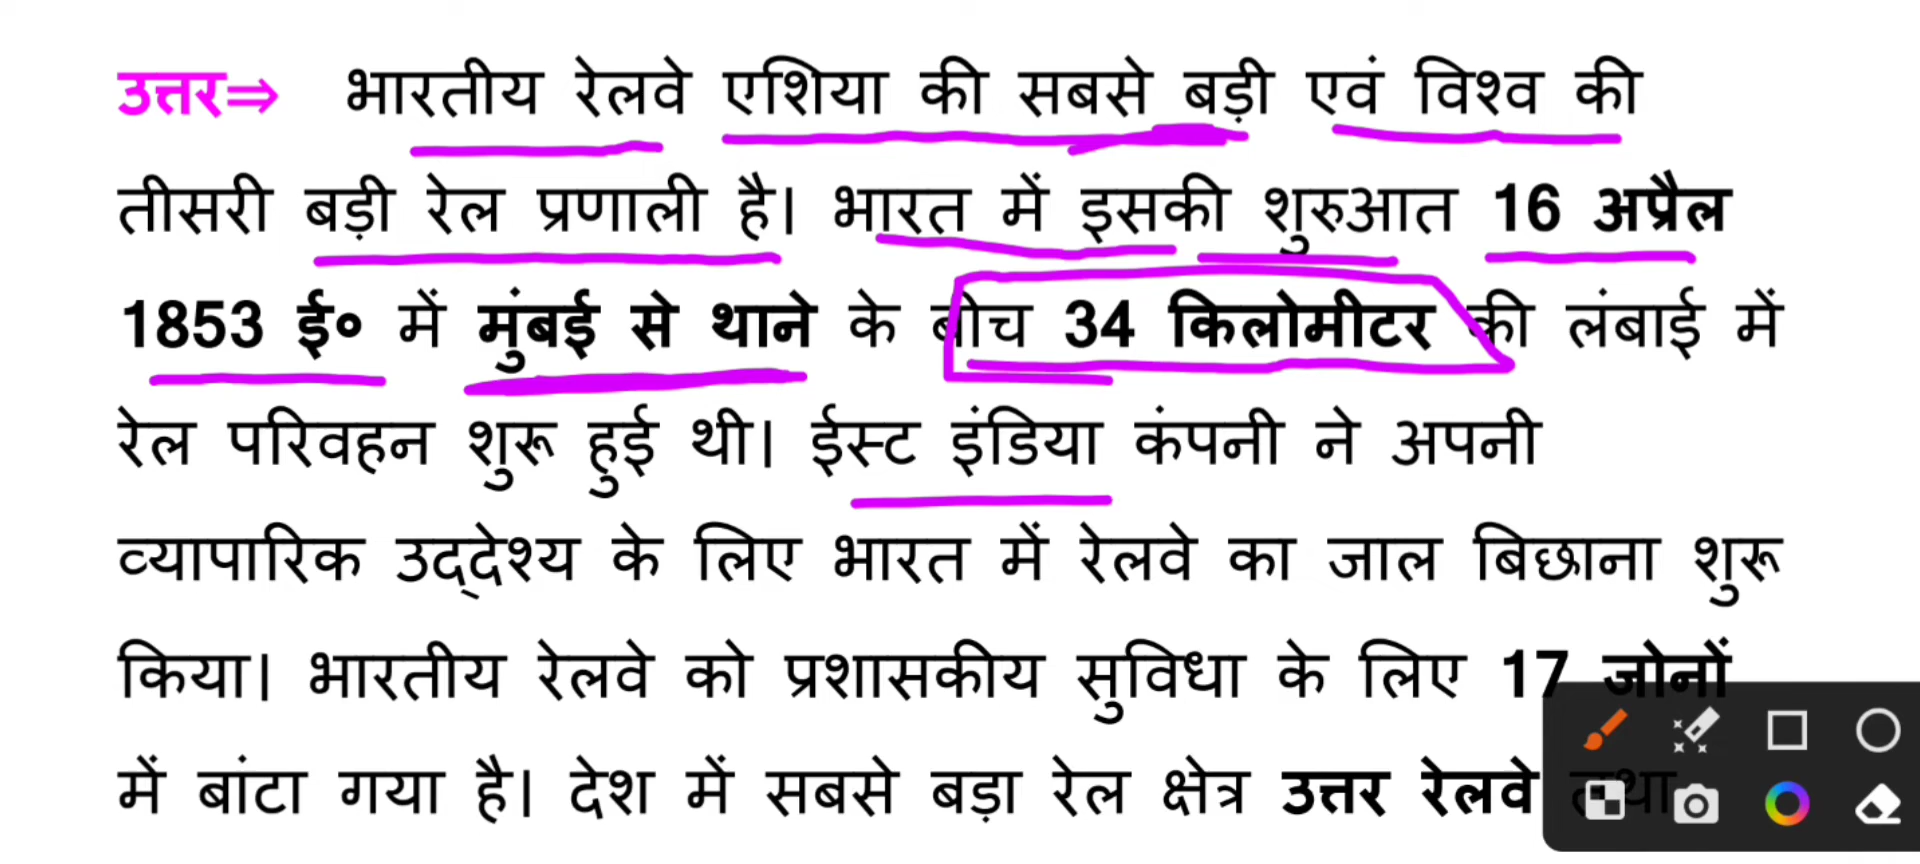 उत्तर⇒ भारतीय रेलवे एशिया की सबसे बड़ी एवं विश्व की
तीसरी बड़ी रेल प्रणाली है। भारत में इसकी शुरुआत 16 अप्रैल
1853 ई० में मुंबई से थाने के बीच 34 किलोमीटर की लंबाई में
रेल परिवहन शुरू हुई थी। ईस्ट इंडिया कंपनी ने अपनी
व्यापारिक उद्देश्य के लिए भारत में रेलवे का जाल बिछाना शुरू
किया। भारतीय रेलवे को प्रशासकीय सुविधा के लिए 17 जोनों
में बांटा गया है। देश में सबसे बड़ा रेल क्षेत्र उत्तर रेलवे तथा